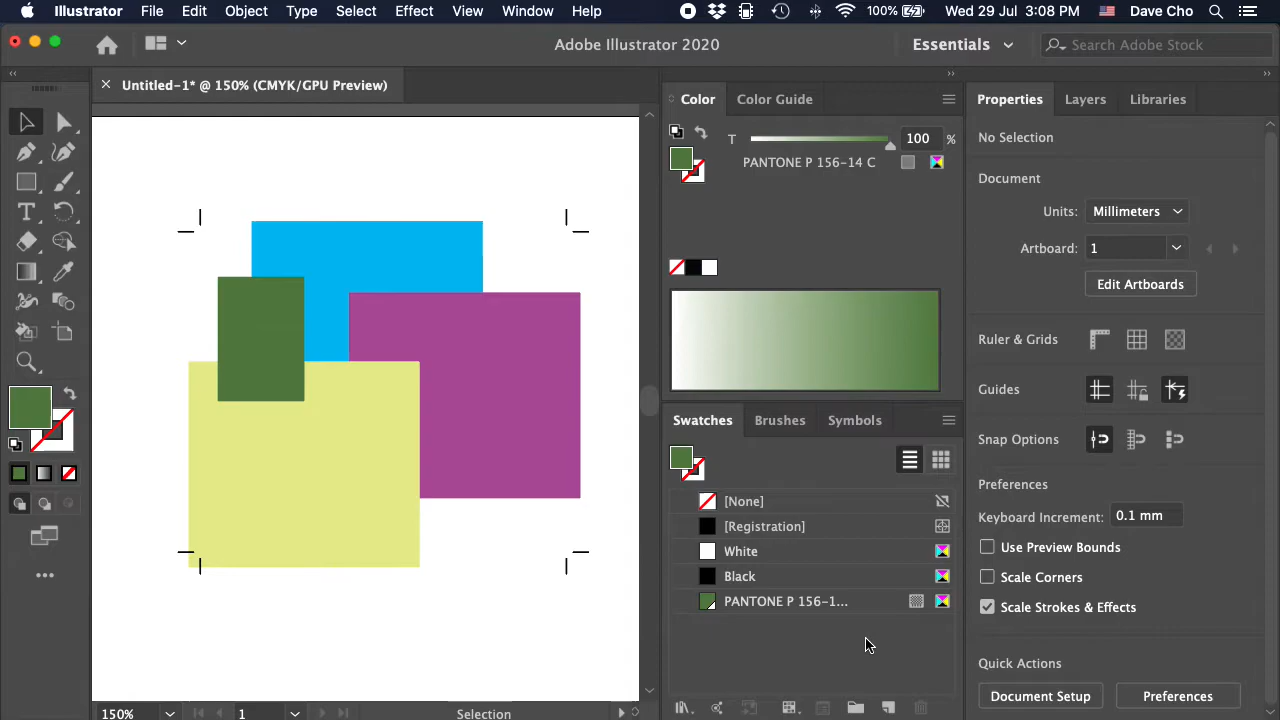 Illustrator File Edit Object Type Select Effect View Window Help 100% Wed 29 Jul 3:08 PM Dave Cho
Adobe Illustrator 2020 Essentials Search Adobe Stock
× Untitled-1* @ 150% (CMYK/GPU Preview)
Color Color Guide
T 100 %
PANTONE P 156-14 C
Swatches Brushes Symbols
[None]
[Registration]
White
Black
PANTONE P 156-1...
Properties Layers Libraries
No Selection
Document
Units: Millimeters
Artboard: 1
Edit Artboards
Ruler & Grids
Guides
Snap Options
Preferences
Keyboard Increment: 0.1 mm
Use Preview Bounds
Scale Corners
Scale Strokes & Effects
Quick Actions
Document Setup Preferences
150% 1 Selection